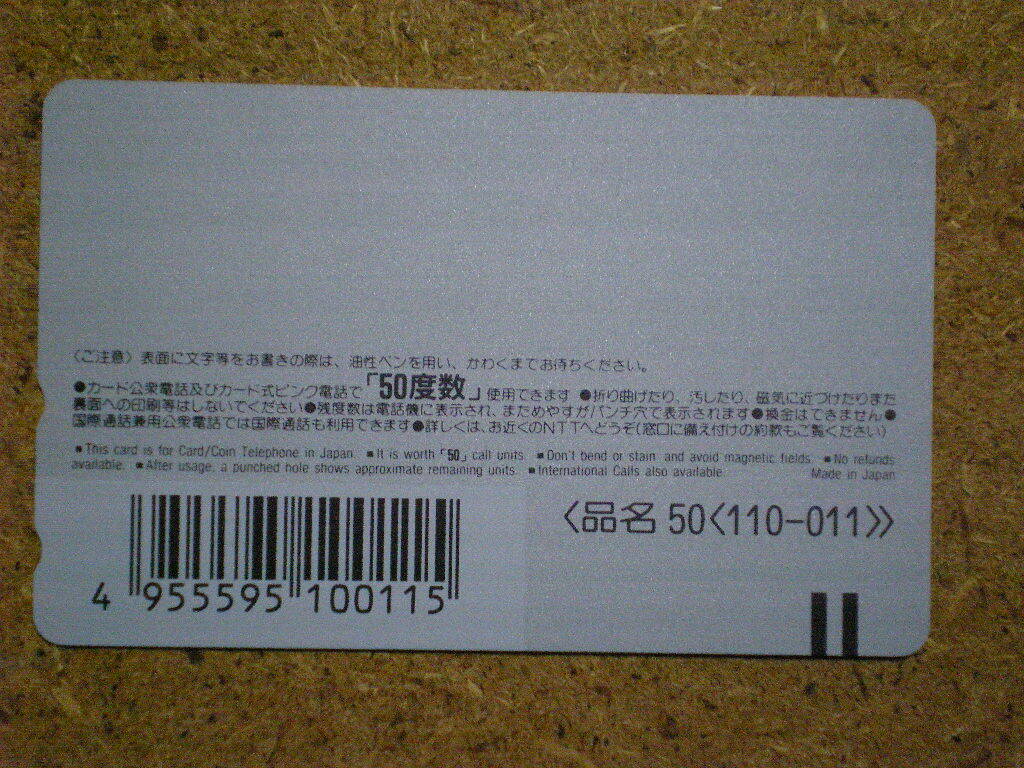 〈ご注意〉表面に文字等をお書きの際は、油性ペンを用い、かわくまでお待ちください。
●カード公衆電話及びカード式ピンク電話で「50度数」使用できます ●折り曲げたり、汚したり、磁気に近づけたりまた
裏面への印刷等はしないでください●残度数は電話機に表示され、まためやすがパンチ穴で表示されます●換金はできません●
国際通話兼用公衆電話では国際通話も利用できます●詳しくは、お近くのNTTへどうぞ(窓口に備え付けの約款もご覧ください)
■This card is for Card/Coin Telephone in Japan. ■It is worth「50」call units. ■Don't bend or stain and avoid magnetic fields. ■No refunds
available. ■After usage, a punched hole shows approximate remaining units. ■International Calls also available.
Made in Japan
〈品名 50〈110-011〉〉
4 955595 100115